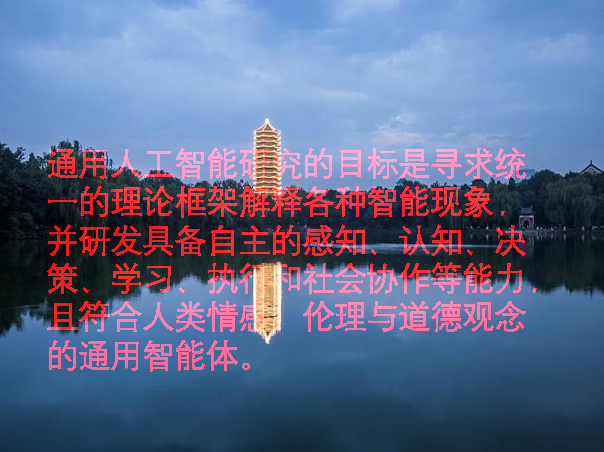 通用人工智能研究的目标是寻求统
一的理论框架解释各种智能现象，
并研发具备自主的感知、认知、决
策、学习、执行和社会协作等能力，
且符合人类情感、伦理与道德观念
的通用智能体。